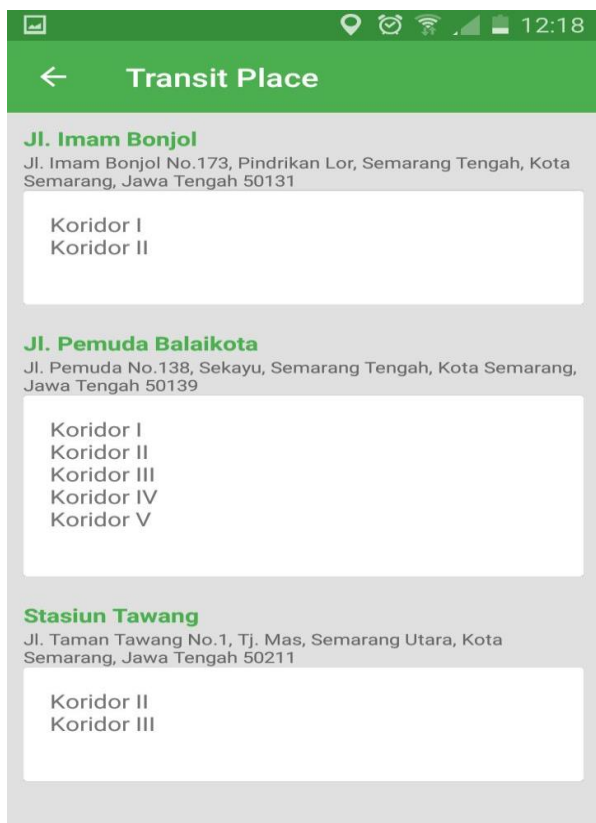 12:18
Transit Place
Jl. Imam Bonjol
Jl. Imam Bonjol No.173, Pindrikan Lor, Semarang Tengah, Kota
Semarang, Jawa Tengah 50131
Koridor I
Koridor II
Jl. Pemuda Balaikota
Jl. Pemuda No.138, Sekayu, Semarang Tengah, Kota Semarang,
Jawa Tengah 50139
Koridor I
Koridor II
Koridor III
Koridor IV
Koridor V
Stasiun Tawang
Jl. Taman Tawang No.1, Tj. Mas, Semarang Utara, Kota
Semarang, Jawa Tengah 50211
Koridor II
Koridor III